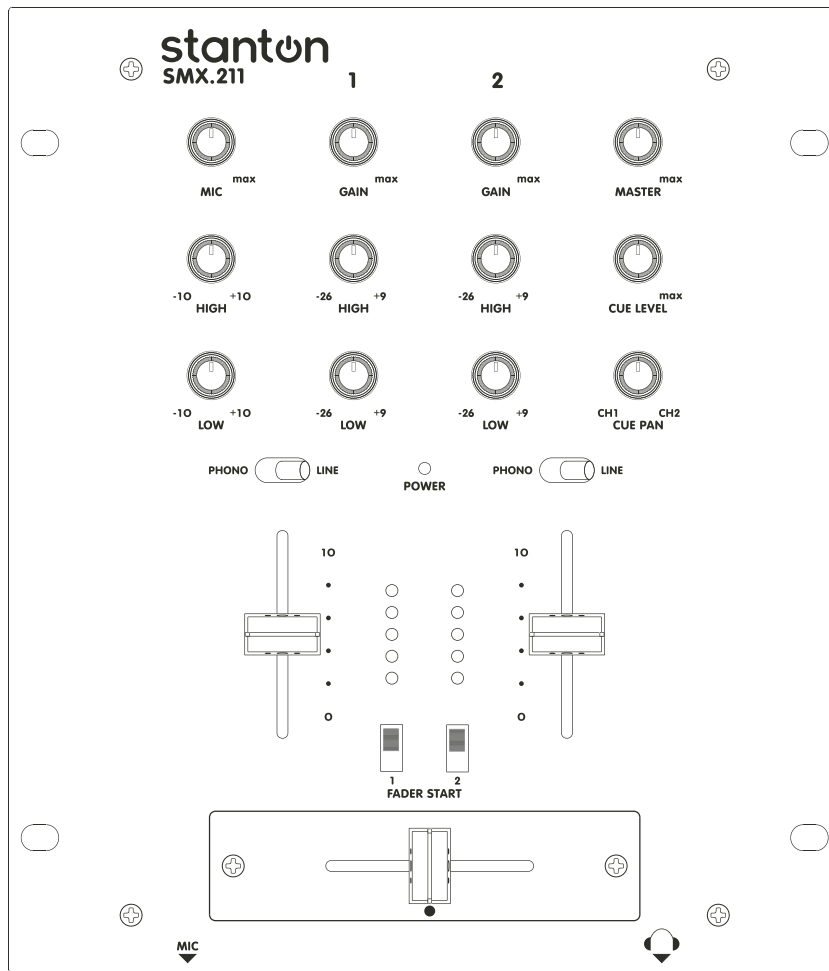 stanton
SMX.211
1 2
max max max max
MIC GAIN GAIN MASTER
-10 +10 -26 +9 -26 +9 max
HIGH HIGH HIGH CUE LEVEL
-10 +10 -26 +9 -26 +9 CH1 CH2
LOW LOW LOW CUE PAN
PHONO LINE PHONO LINE
POWER
10 10
0 0
1 2
FADER START
MIC